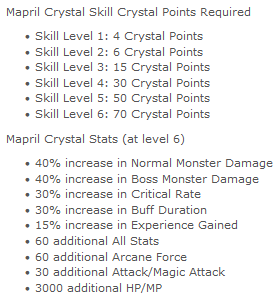 Mapril Crystal Skill Crystal Points Required
• Skill Level 1: 4 Crystal Points
• Skill Level 2: 6 Crystal Points
• Skill Level 3: 15 Crystal Points
• Skill Level 4: 30 Crystal Points
• Skill Level 5: 50 Crystal Points
• Skill Level 6: 70 Crystal Points
Mapril Crystal Stats (at level 6)
• 40% increase in Normal Monster Damage
• 40% increase in Boss Monster Damage
• 30% increase in Critical Rate
• 30% increase in Buff Duration
• 15% increase in Experience Gained
• 60 additional All Stats
• 60 additional Arcane Force
• 30 additional Attack/Magic Attack
• 3000 additional HP/MP